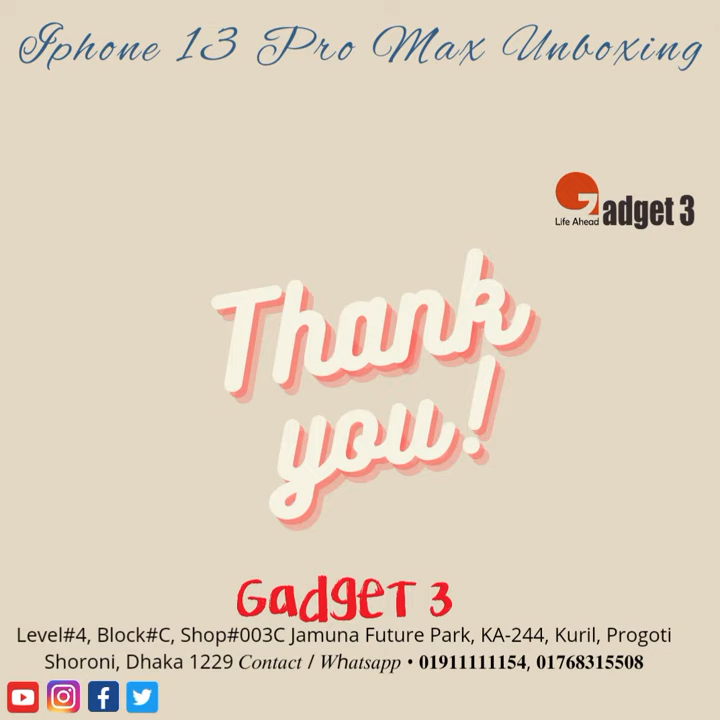 Iphone 13 Pro Max Unboxing
Gadget 3
Life Ahead
Thank
you!
Gadget 3
Level#4, Block#C, Shop#003C Jamuna Future Park, KA-244, Kuril, Progoti
Shoroni, Dhaka 1229 Contact / Whatsapp • 01911111154, 01768315508